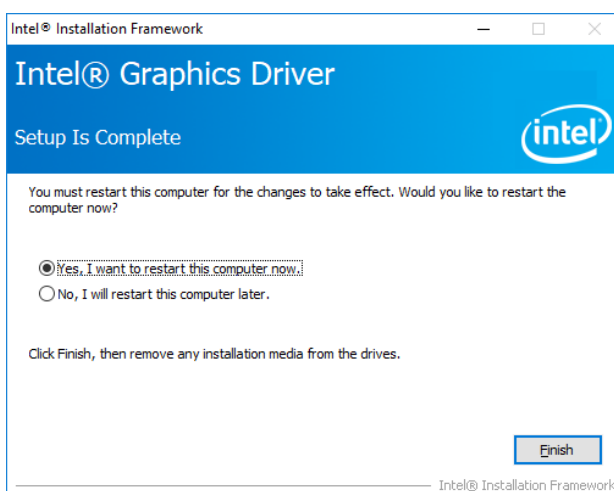 Intel® Installation Framework
Intel® Graphics Driver
Setup Is Complete
intel
You must restart this computer for the changes to take effect. Would you like to restart the
computer now?
Yes, I want to restart this computer now.
No, I will restart this computer later.
Click Finish, then remove any installation media from the drives.
Finish
Intel® Installation Framework